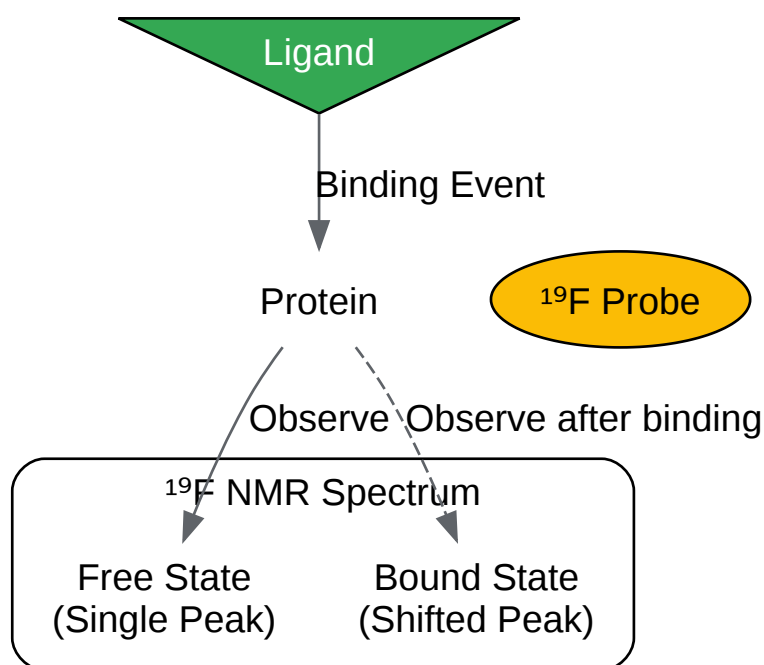 Ligand
Binding Event
Protein
¹⁹F Probe
Observe
Observe after binding
¹⁹F NMR Spectrum
Free State
(Single Peak)
Bound State
(Shifted Peak)